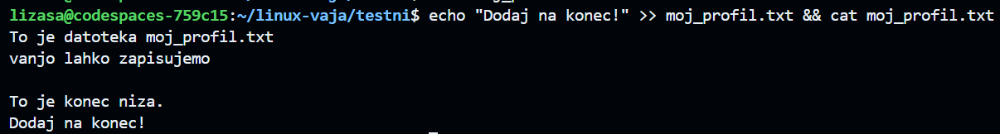 lizasa@codespaces-759c15:~/linux-vaja/testni$ echo "Dodaj na konec!" >> moj_profil.txt && cat moj_profil.txt
To je datoteka moj_profil.txt
vanjo lahko zapisujemo

To je konec niza.
Dodaj na konec!